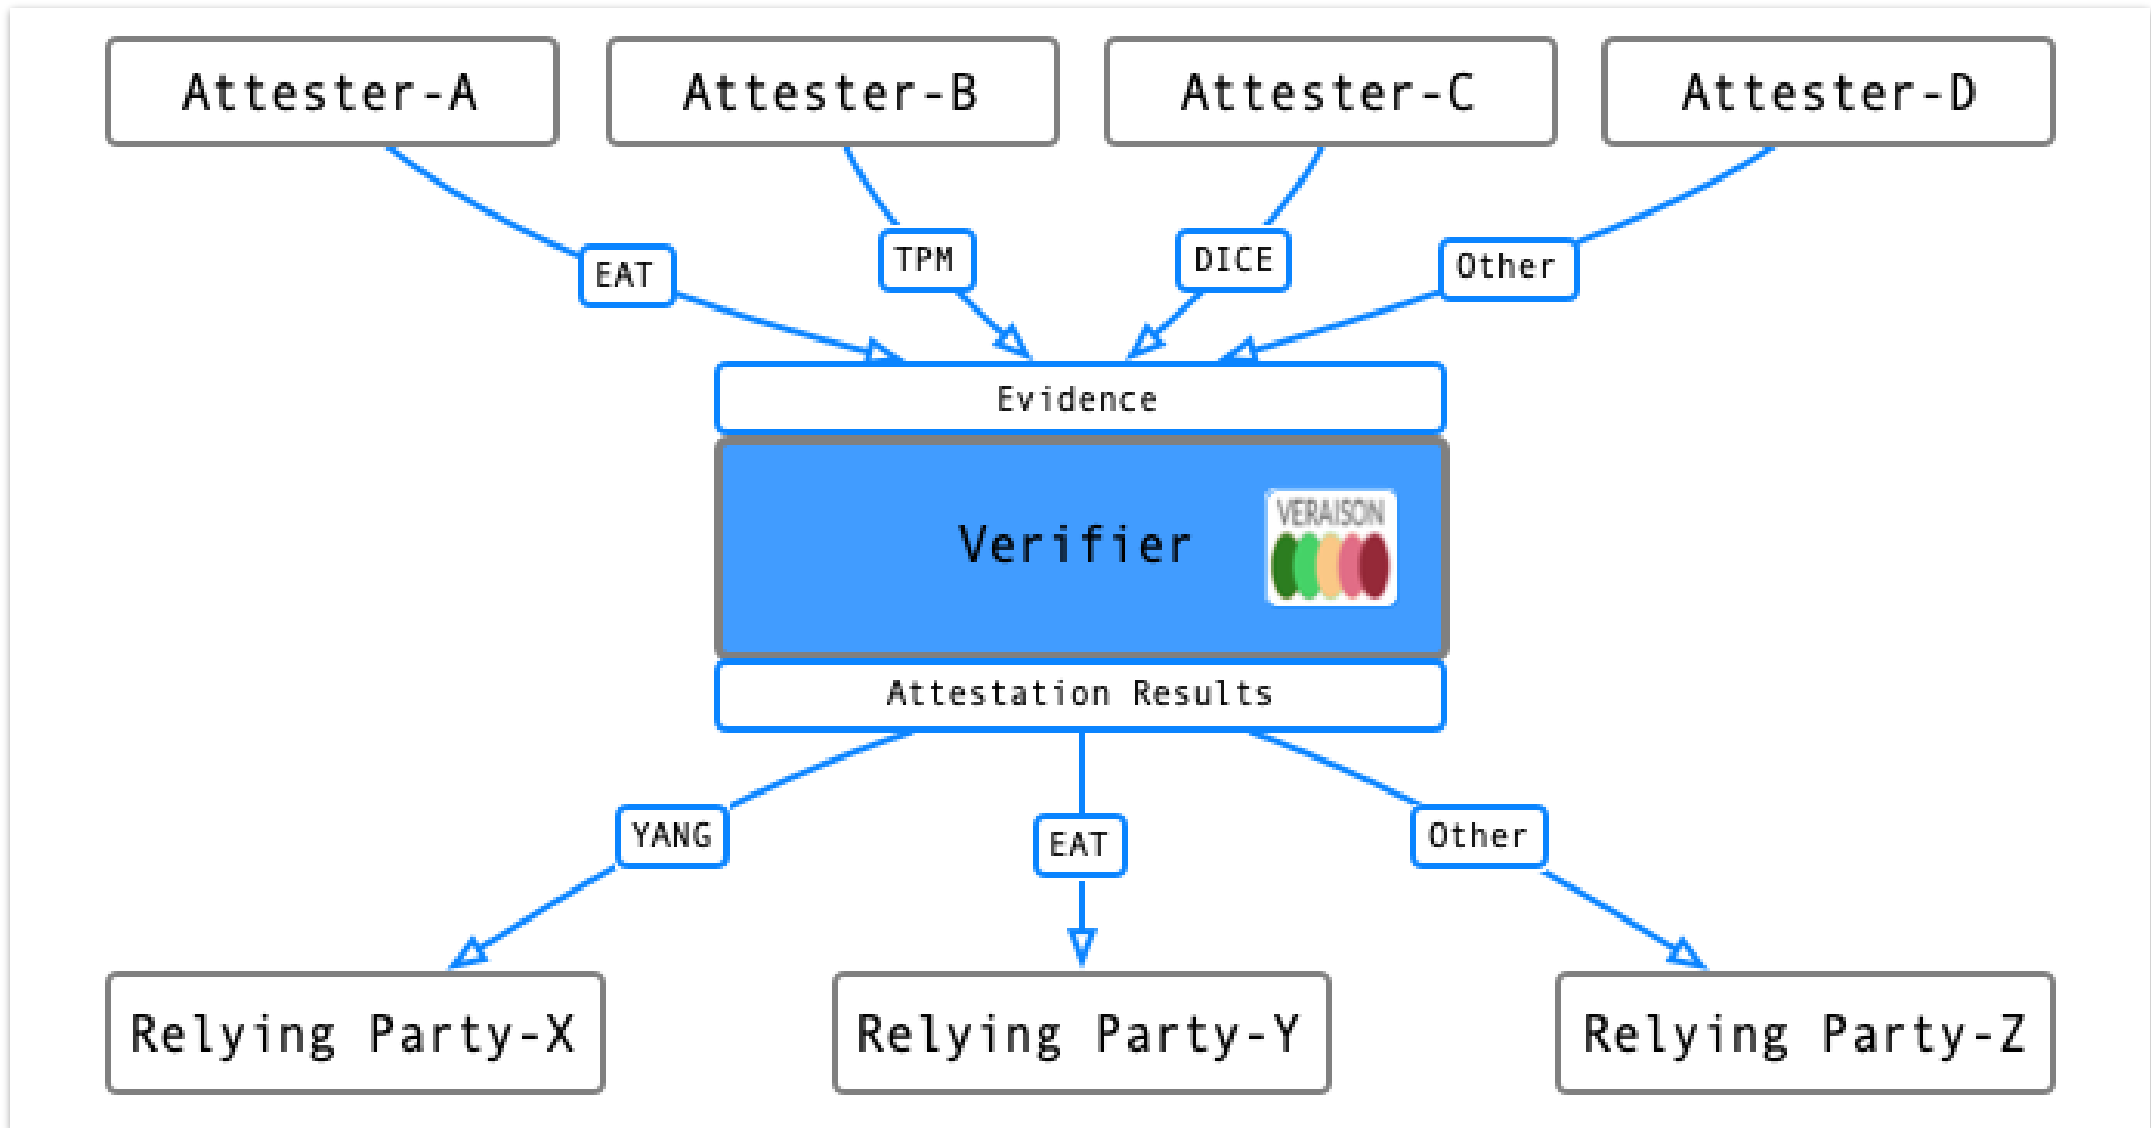 Attester-A
Attester-B
Attester-C
Attester-D
EAT
TPM
DICE
Other
Evidence
Verifier
VERAISON
Attestation Results
YANG
EAT
Other
Relying Party-X
Relying Party-Y
Relying Party-Z